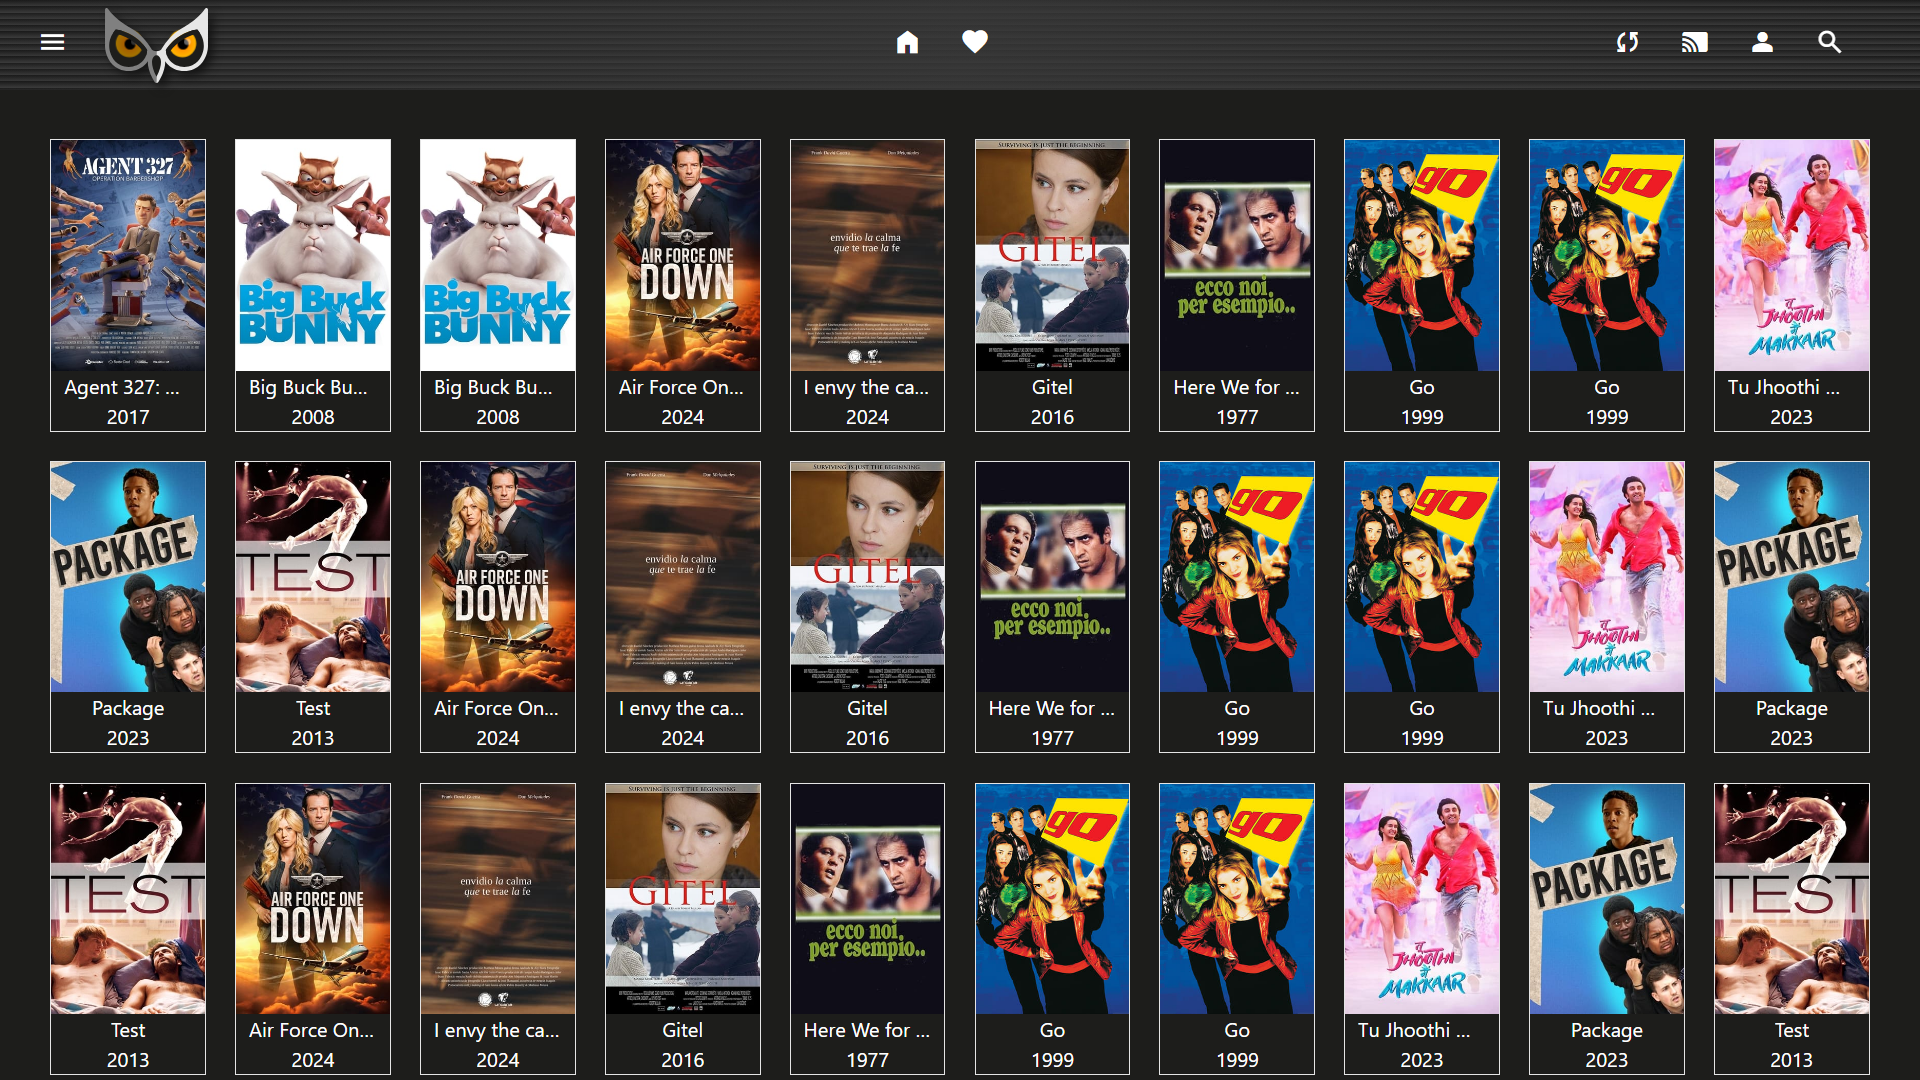 AGENT 327
OPERATION BARBERSHOP
Big Buck
BUNNY
Big Buck
BUNNY
AIR FORCE ONE
DOWN
envidio la calma
que te trae la fe
SURVIVING IS JUST THE BEGINNING
GITEL
ecco noi,
per esempio..
go
go
तू
JHOOTHI
मैं
MAKKAAR
Agent 327: ...
Big Buck Bu...
Big Buck Bu...
Air Force On...
I envy the ca...
Gitel
Here We for ...
Go
Go
Tu Jhoothi ...
2017
2008
2008
2024
2024
2016
1977
1999
1999
2023
PACKAGE
TEST
AIR FORCE ONE
DOWN
envidio la calma
que te trae la fe
SURVIVING IS JUST THE BEGINNING
GITEL
ecco noi,
per esempio..
go
go
तू
JHOOTHI
मैं
MAKKAAR
PACKAGE
Package
Test
Air Force On...
I envy the ca...
Gitel
Here We for ...
Go
Go
Tu Jhoothi ...
Package
2023
2013
2024
2024
2016
1977
1999
1999
2023
2023
TEST
AIR FORCE ONE
DOWN
envidio la calma
que te trae la fe
SURVIVING IS JUST THE BEGINNING
GITEL
ecco noi,
per esempio..
go
go
तू
JHOOTHI
मैं
MAKKAAR
PACKAGE
TEST
Test
Air Force On...
I envy the ca...
Gitel
Here We for ...
Go
Go
Tu Jhoothi ...
Package
Test
2013
2024
2024
2016
1977
1999
1999
2023
2023
2013